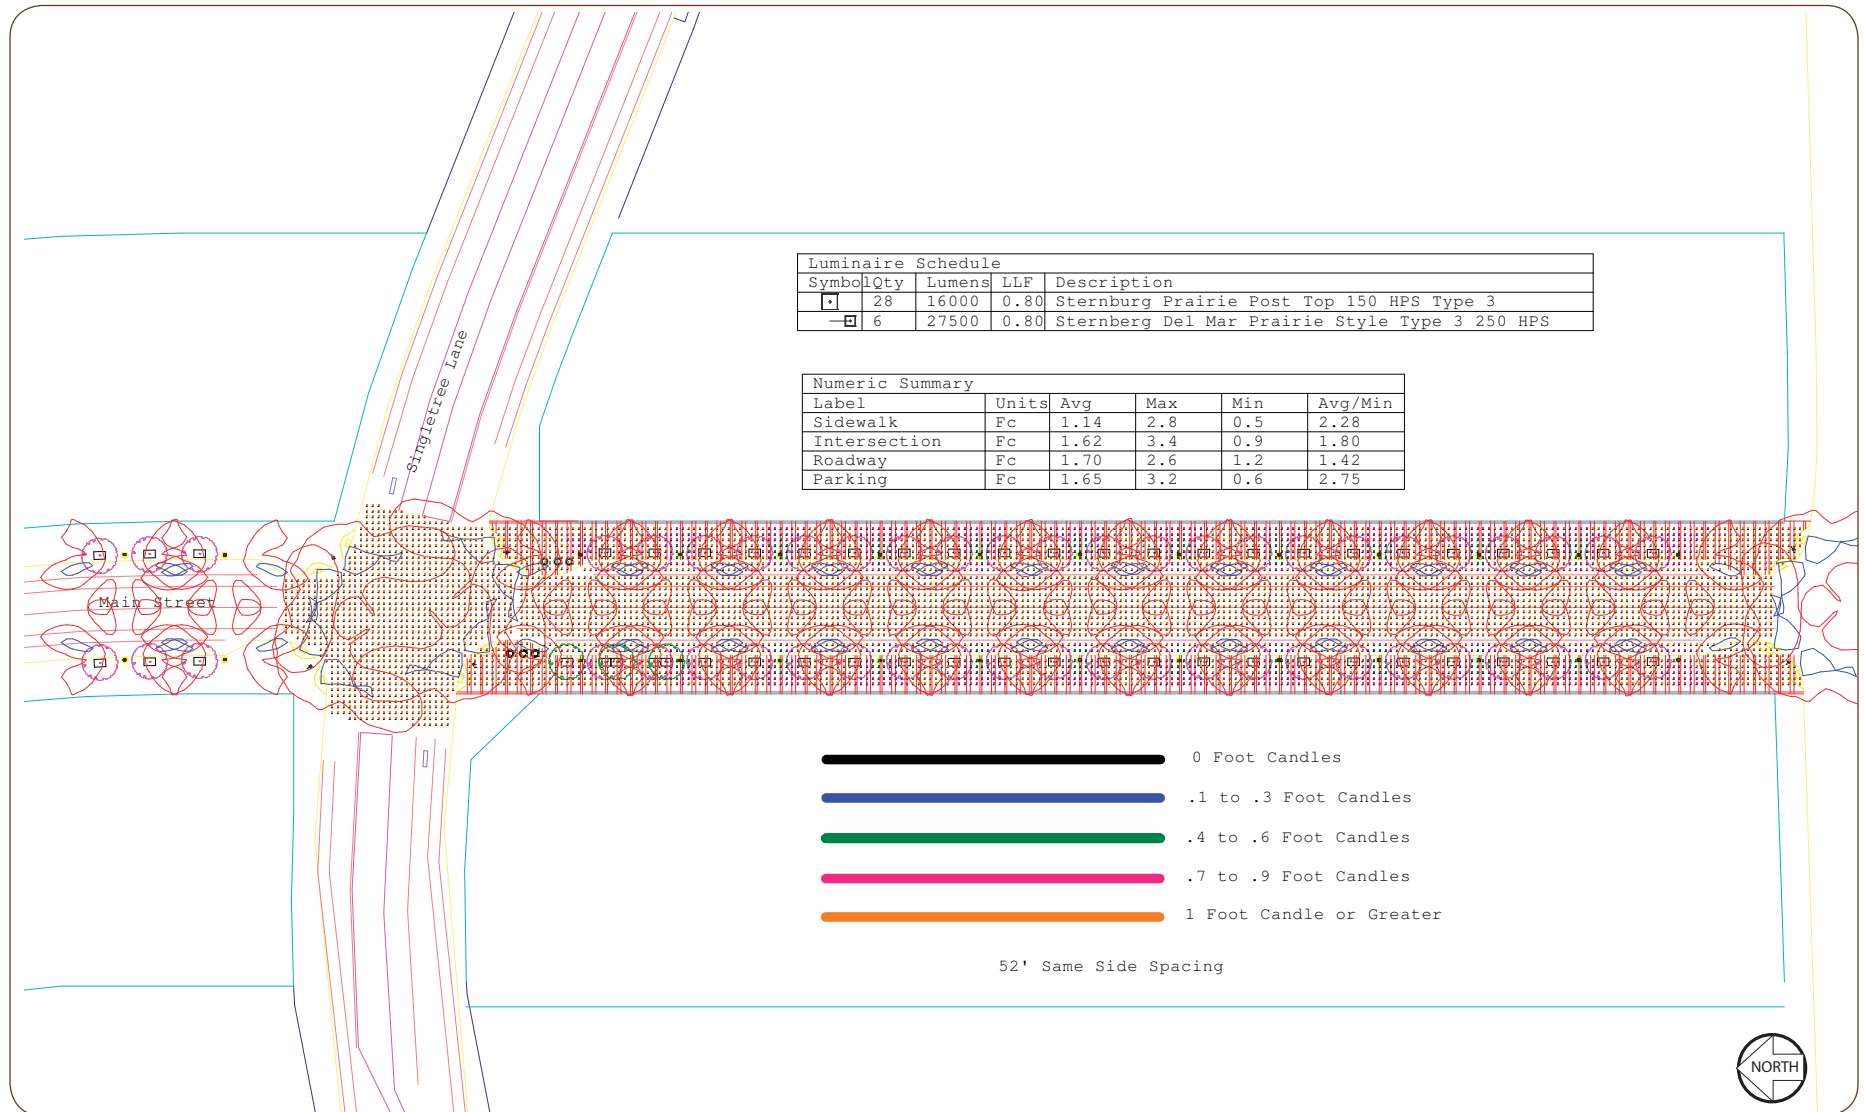 Luminaire Schedule
Symbol Qty Lumens LLF Description
28 16000 0.80 Sternburg Prairie Post Top 150 HPS Type 3
6 27500 0.80 Sternberg Del Mar Prairie Style Type 3 250 HPS
Singletree Lane
Numeric Summary
Label Units Avg Max Min Avg/Min
Sidewalk Fc 1.14 2.8 0.5 2.28
Intersection Fc 1.62 3.4 0.9 1.80
Roadway Fc 1.70 2.6 1.2 1.42
Parking Fc 1.65 3.2 0.6 2.75
Main Street
0 Foot Candles
.1 to .3 Foot Candles
.4 to .6 Foot Candles
.7 to .9 Foot Candles
1 Foot Candle or Greater
52' Same Side Spacing
NORTH